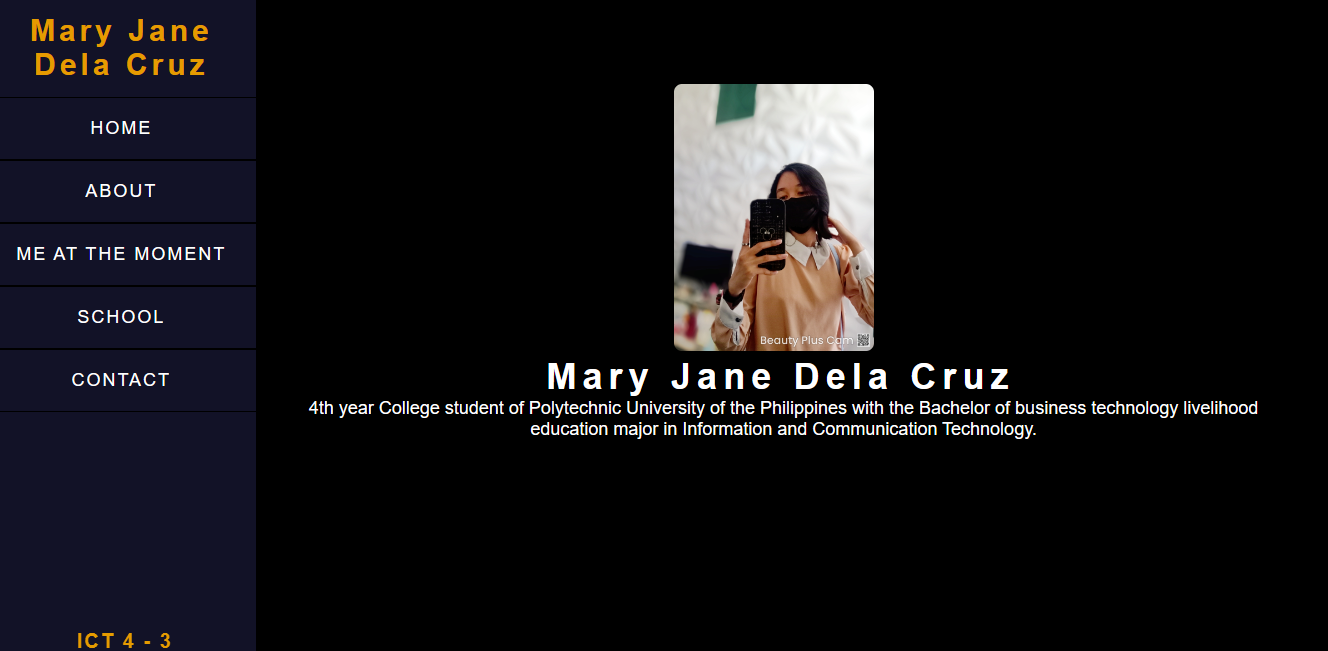 Mary Jane
Dela Cruz
HOME
ABOUT
ME AT THE MOMENT
SCHOOL
CONTACT
ICT 4 - 3
Beauty Plus Cam
Mary Jane Dela Cruz
4th year College student of Polytechnic University of the Philippines with the Bachelor of business technology livelihood
education major in Information and Communication Technology.